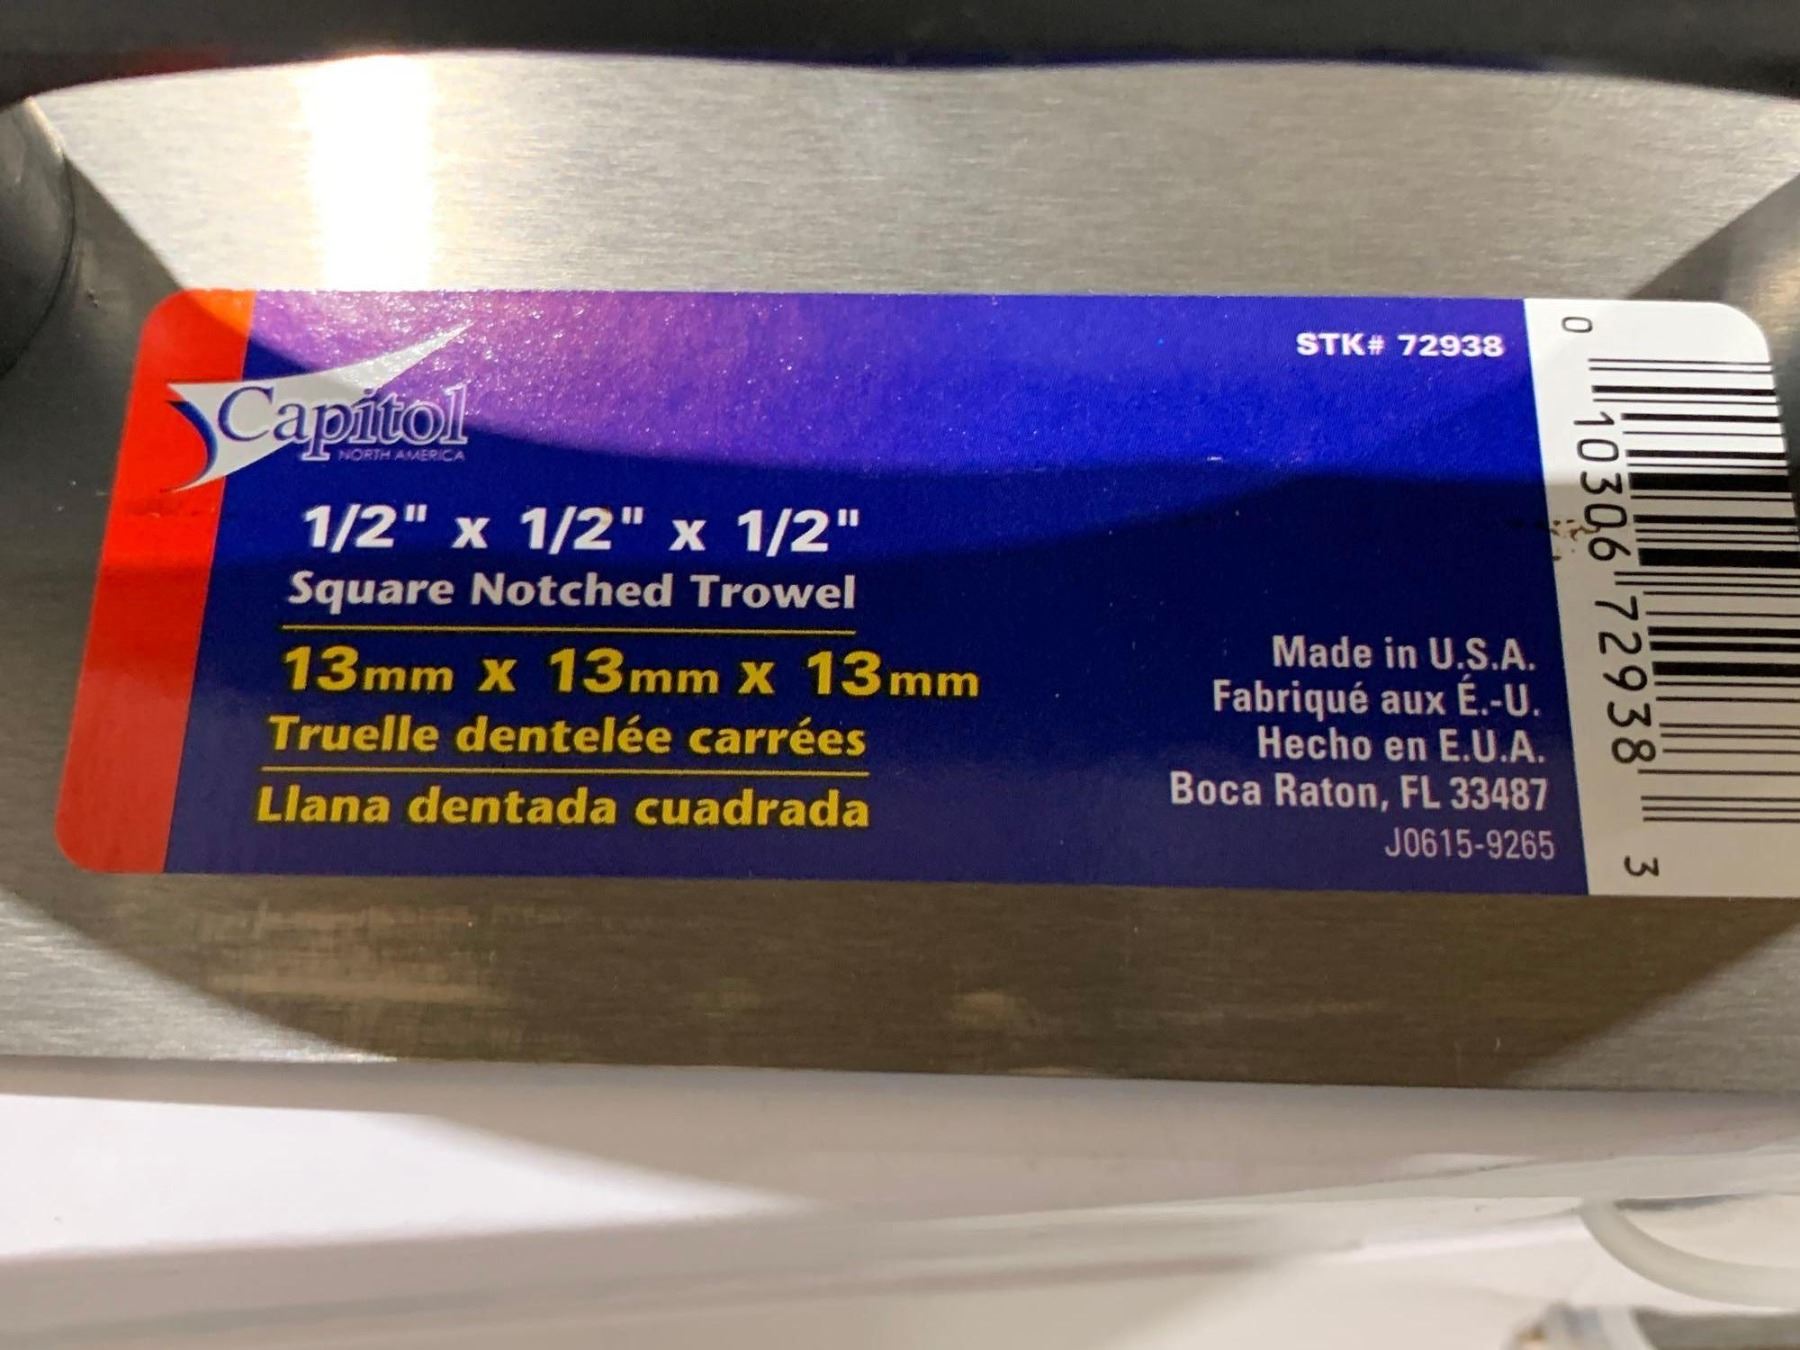 Capitol
NORTH AMERICA
STK# 72938
1/2" x 1/2" x 1/2"
Square Notched Trowel
13mm x 13mm x 13mm
Truelle dentelée carrées
Llana dentada cuadrada
Made in U.S.A.
Fabriqué aux É.-U.
Hecho en E.U.A.
Boca Raton, FL 33487
J0615-9265
0 10306 72938 3